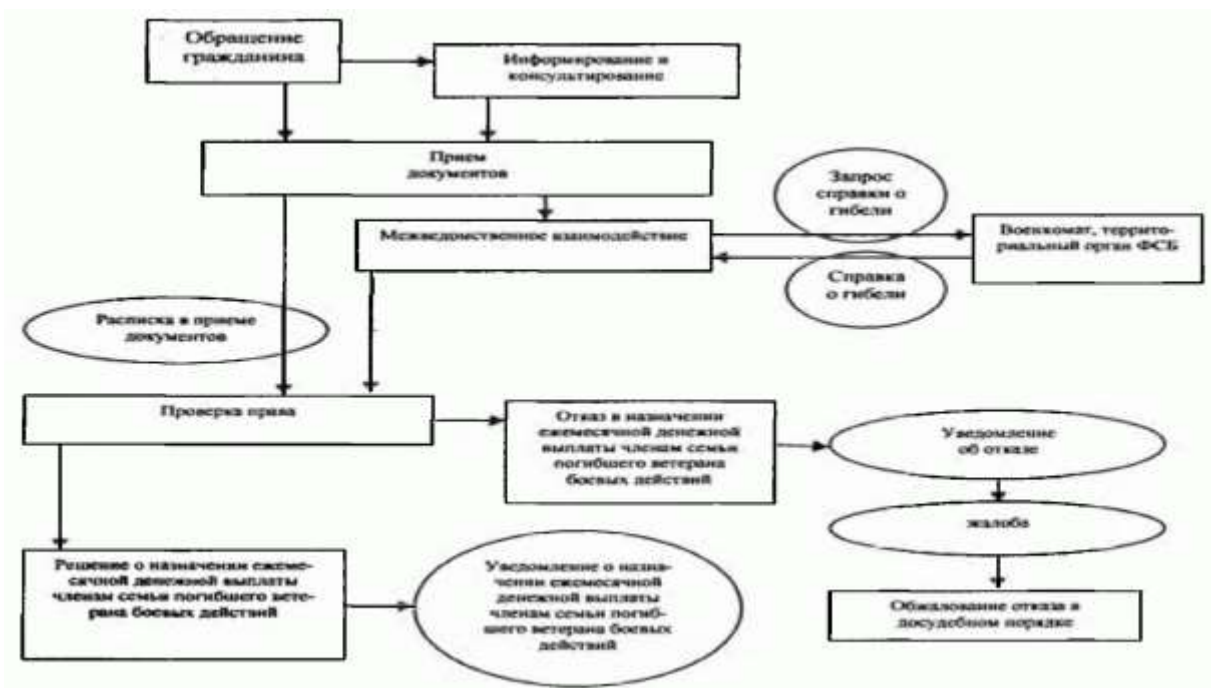 Обращение
гражданина
Информирование и
консультирование
Прием
документов
Запрос
справки о
гибели
Межведомственное взаимодействие
Военкомат, террито-
риальный орган ФСБ
Справка
о гибели
Расписка в приеме
документов
Проверка права
Отказ в назначении
ежемесячной денежной
выплаты членам семьи
погибшего ветерана
боевых действий
Уведомление
об отказе
жалоба
Решение о назначении ежеме-
сячной денежной выплаты
членам семьи погибшего вете-
рана боевых действий
Уведомление о назна-
чении ежемесячной
денежной выплаты
членам семьи погиб-
шего ветерана боевых
действий
Обжалование отказа в
досудебном порядке